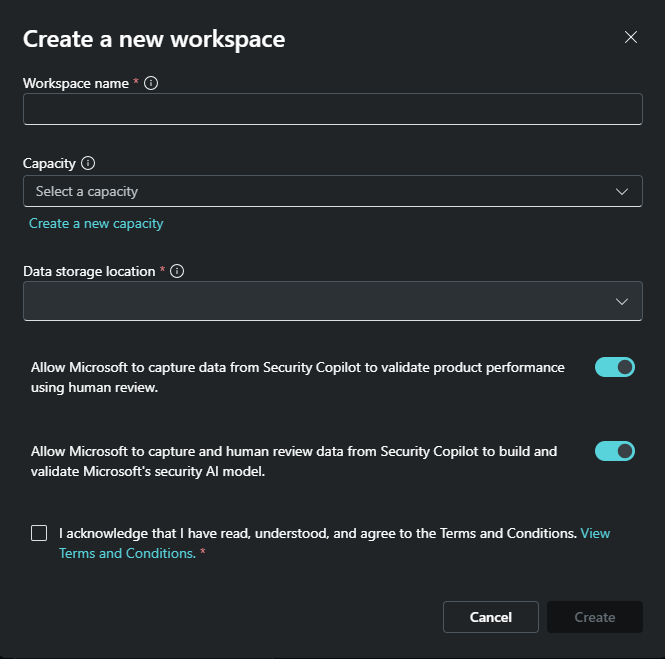 Create a new workspace
Workspace name *
Capacity
Select a capacity
Create a new capacity
Data storage location *
Allow Microsoft to capture data from Security Copilot to validate product performance
using human review.
Allow Microsoft to capture and human review data from Security Copilot to build and
validate Microsoft's security AI model.
I acknowledge that I have read, understood, and agree to the Terms and Conditions. View
Terms and Conditions. *
Cancel Create